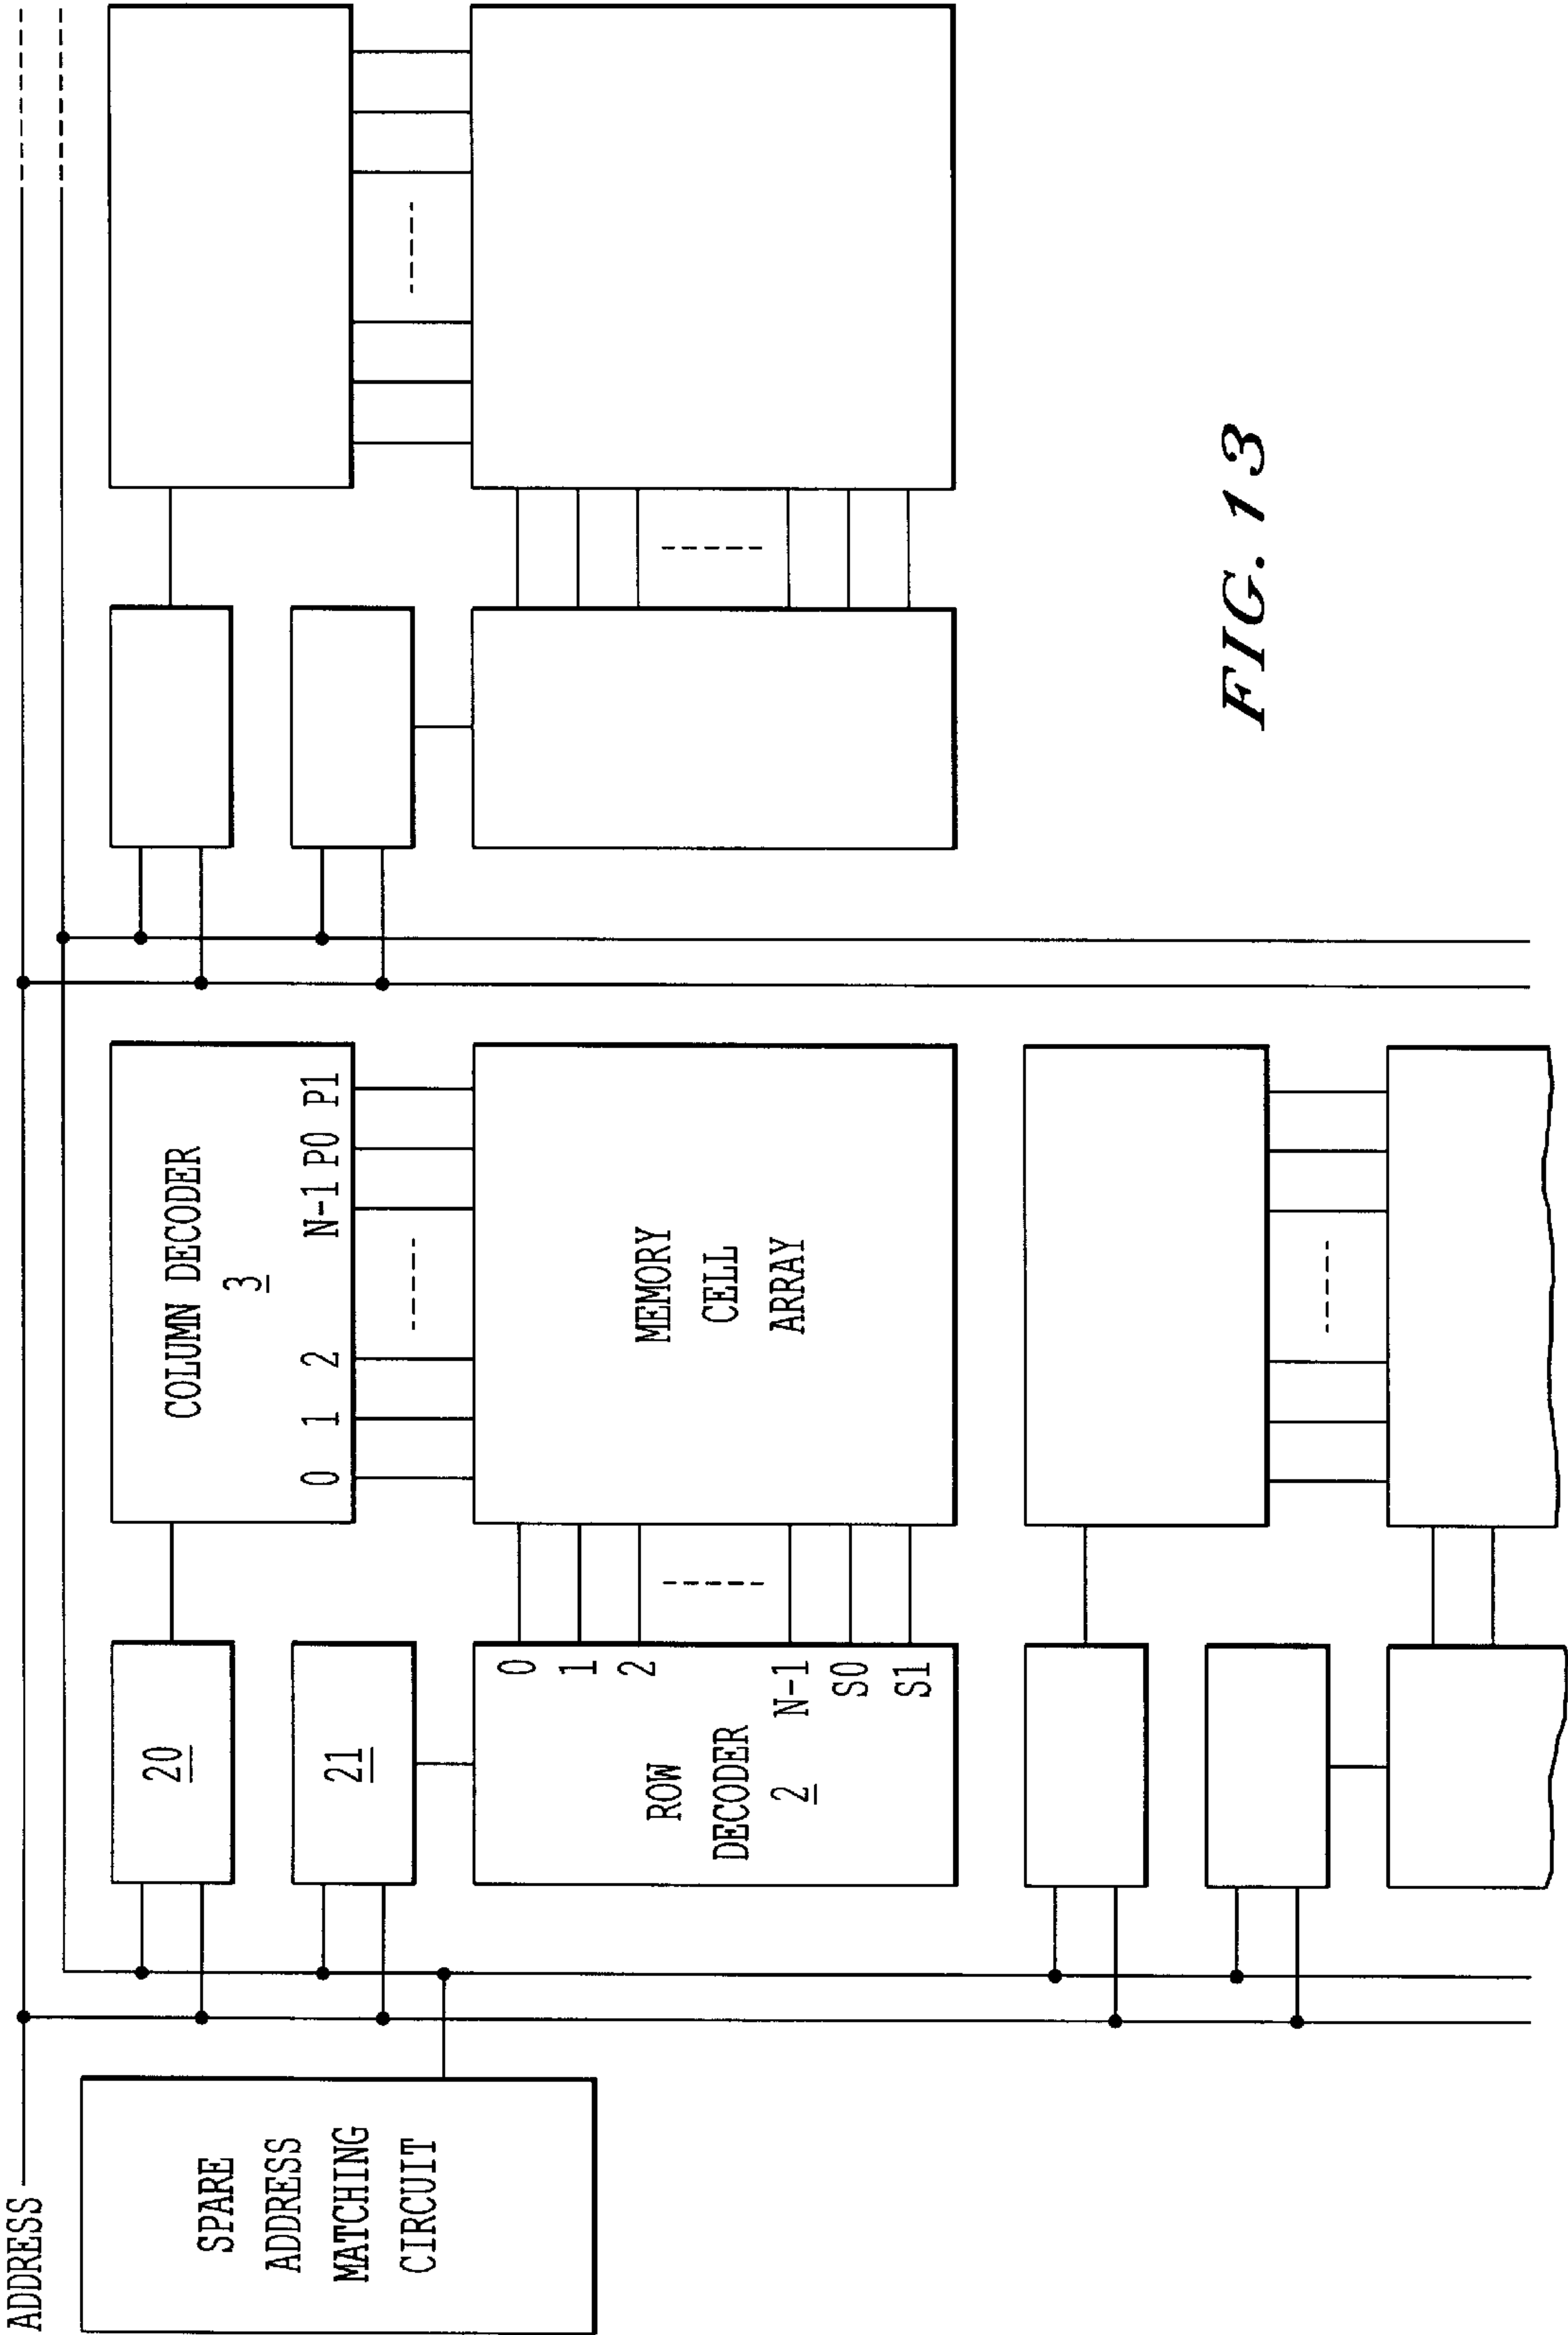 ADDRESS
SPARE
ADDRESS
MATCHING
CIRCUIT
20
21
COLUMN DECODER
3
0 1 2 N-1 P0 P1
ROW
DECODER
2
0
1
2
N-1
S0
S1
MEMORY
CELL
ARRAY
FIG. 13